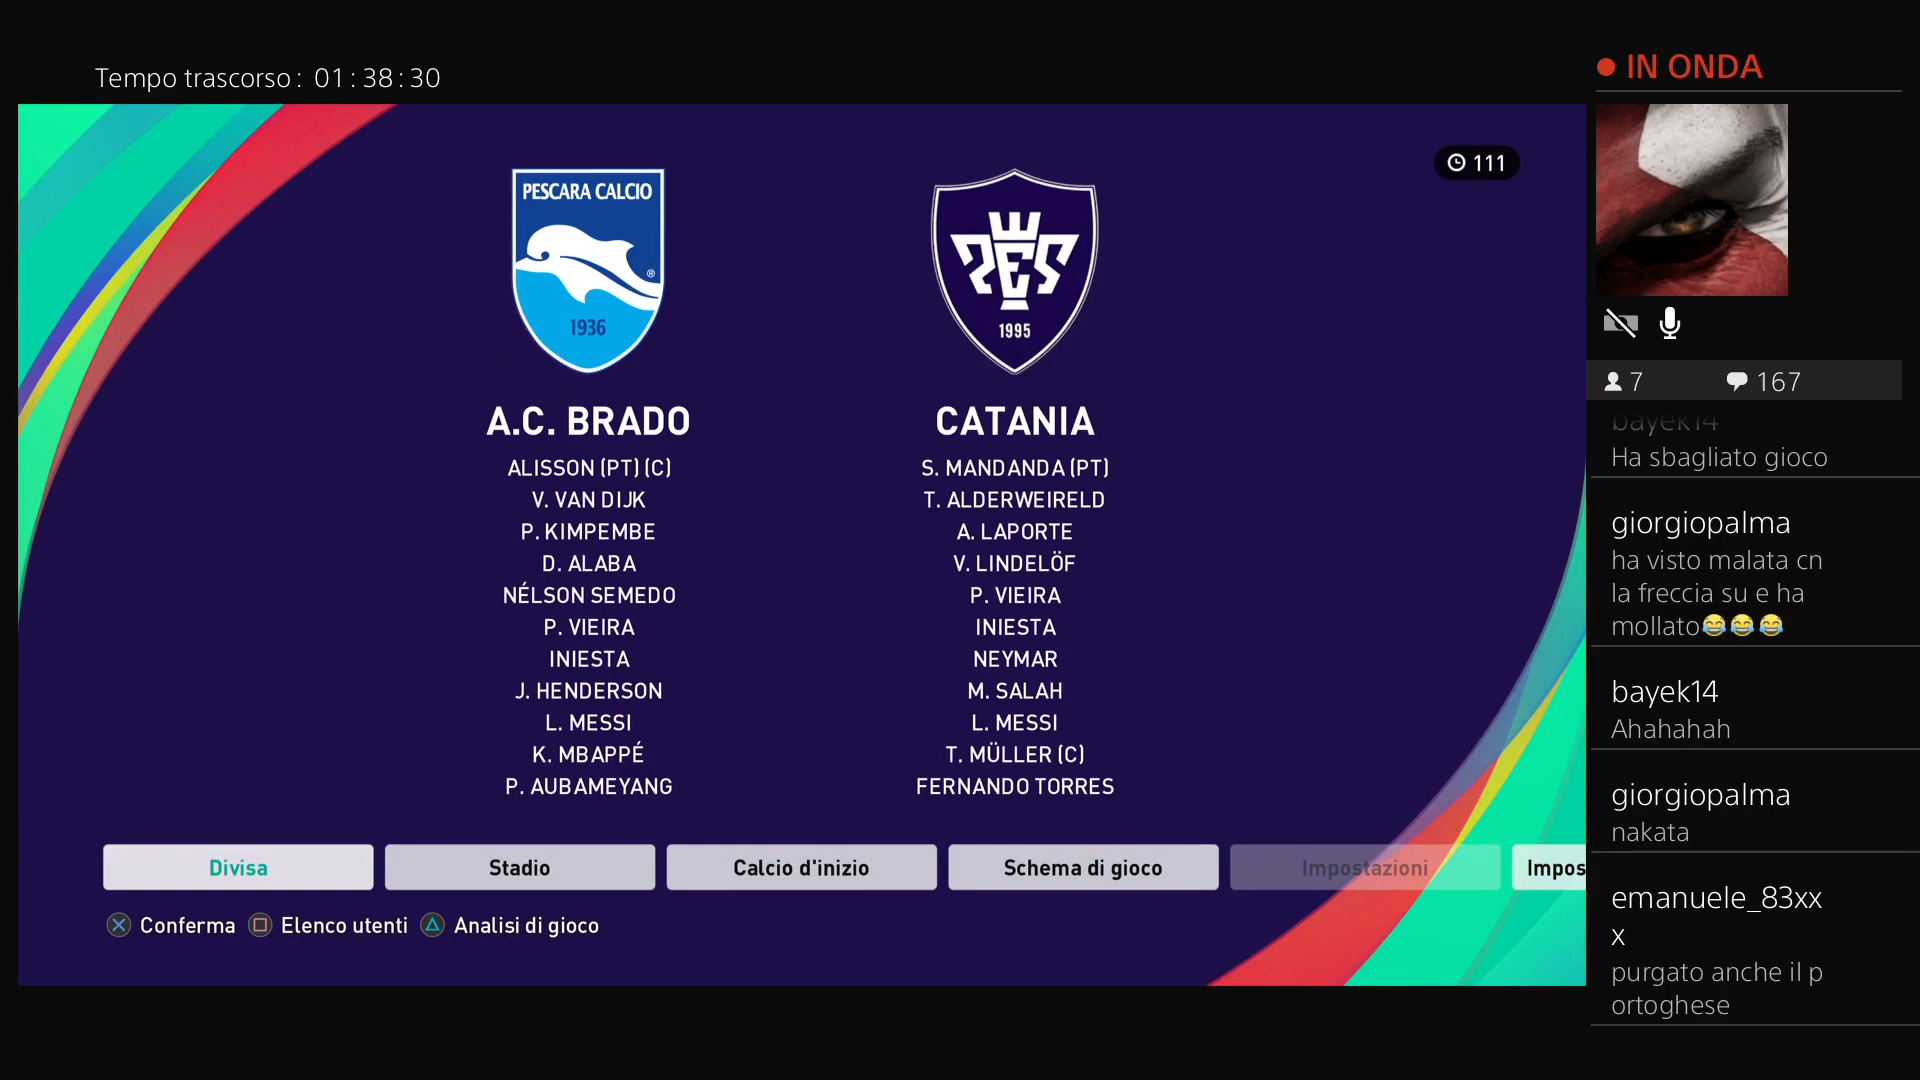 Tempo trascorso: 01:38:30
IN ONDA
111
PESCARA CALCIO
®
1936
PES
1995
A.C. BRADO
ALISSON (PT) (C)
V. VAN DIJK
P. KIMPEMBE
D. ALABA
NÉLSON SEMEDO
P. VIEIRA
INIESTA
J. HENDERSON
L. MESSI
K. MBAPPÉ
P. AUBAMEYANG
CATANIA
S. MANDANDA (PT)
T. ALDERWEIRELD
A. LAPORTE
V. LINDELÖF
P. VIEIRA
INIESTA
NEYMAR
M. SALAH
L. MESSI
T. MÜLLER (C)
FERNANDO TORRES
Divisa
Stadio
Calcio d'inizio
Schema di gioco
Impostazioni
Impos
Conferma
Elenco utenti
Analisi di gioco
7
167
bayek14
Ha sbagliato gioco
giorgiopalma
ha visto malata cn
la freccia su e ha
mollato😂😂😂
bayek14
Ahahahah
giorgiopalma
nakata
emanuele_83xx
x
purgato anche il p
ortoghese